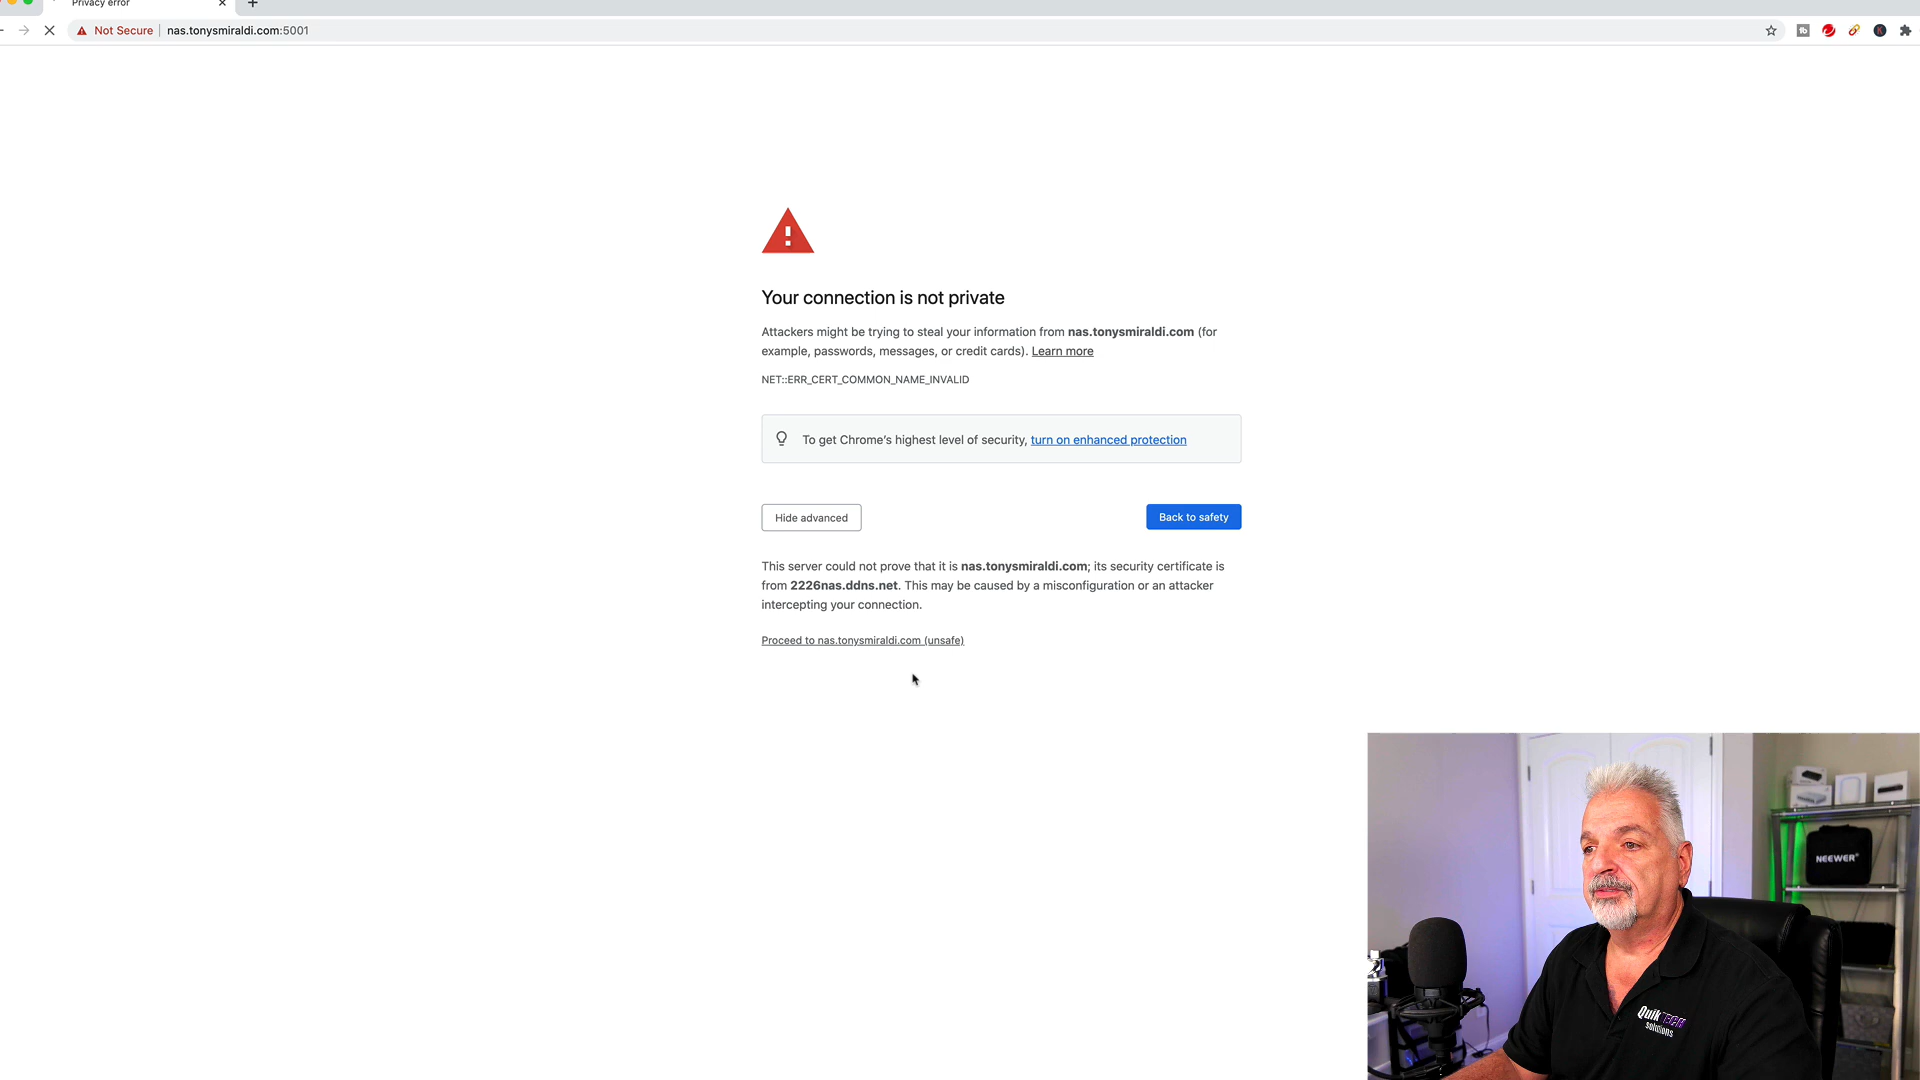 Privacy error
Not Secure nas.tonysmiraldi.com:5001
Your connection is not private
Attackers might be trying to steal your information from nas.tonysmiraldi.com (for
example, passwords, messages, or credit cards). Learn more
NET::ERR_CERT_COMMON_NAME_INVALID
To get Chrome's highest level of security, turn on enhanced protection
Hide advanced
Back to safety
This server could not prove that it is nas.tonysmiraldi.com; its security certificate is
from 2226nas.ddns.net. This may be caused by a misconfiguration or an attacker
intercepting your connection.
Proceed to nas.tonysmiraldi.com (unsafe)
NEEWER
QuikTECH
solutions